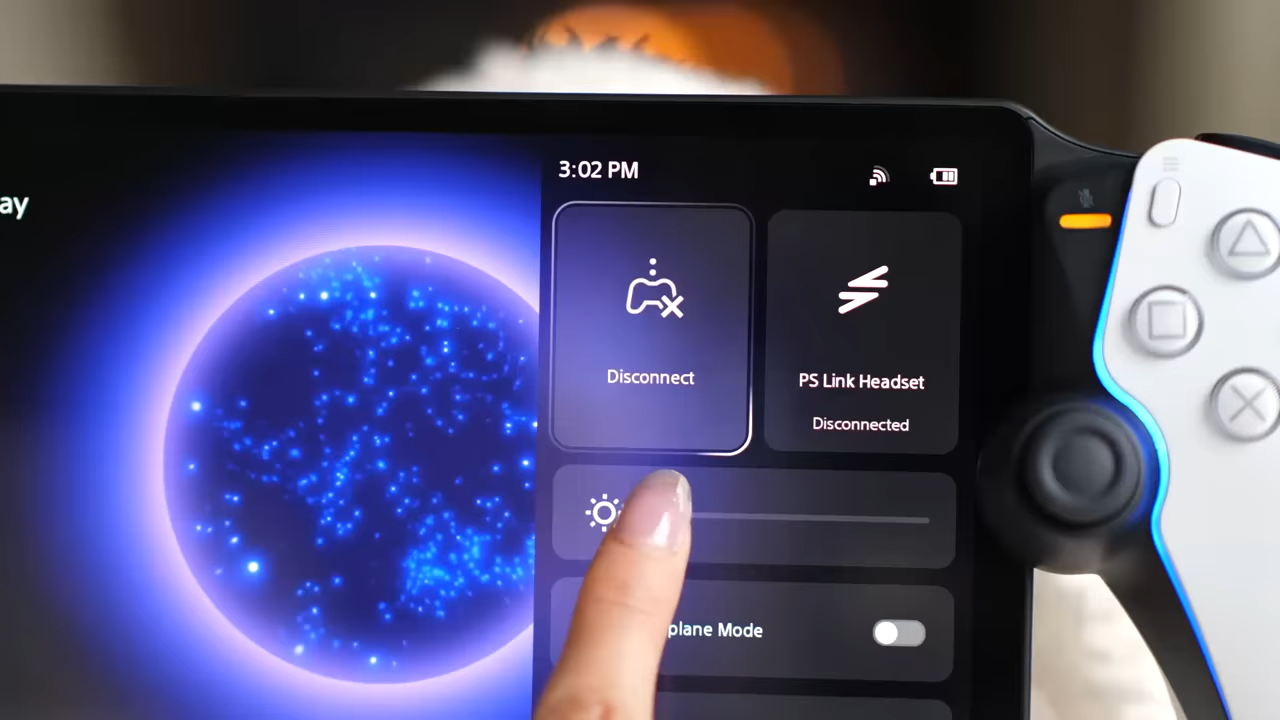 ay
3:02 PM
Disconnect
PS Link Headset
Disconnected
plane Mode